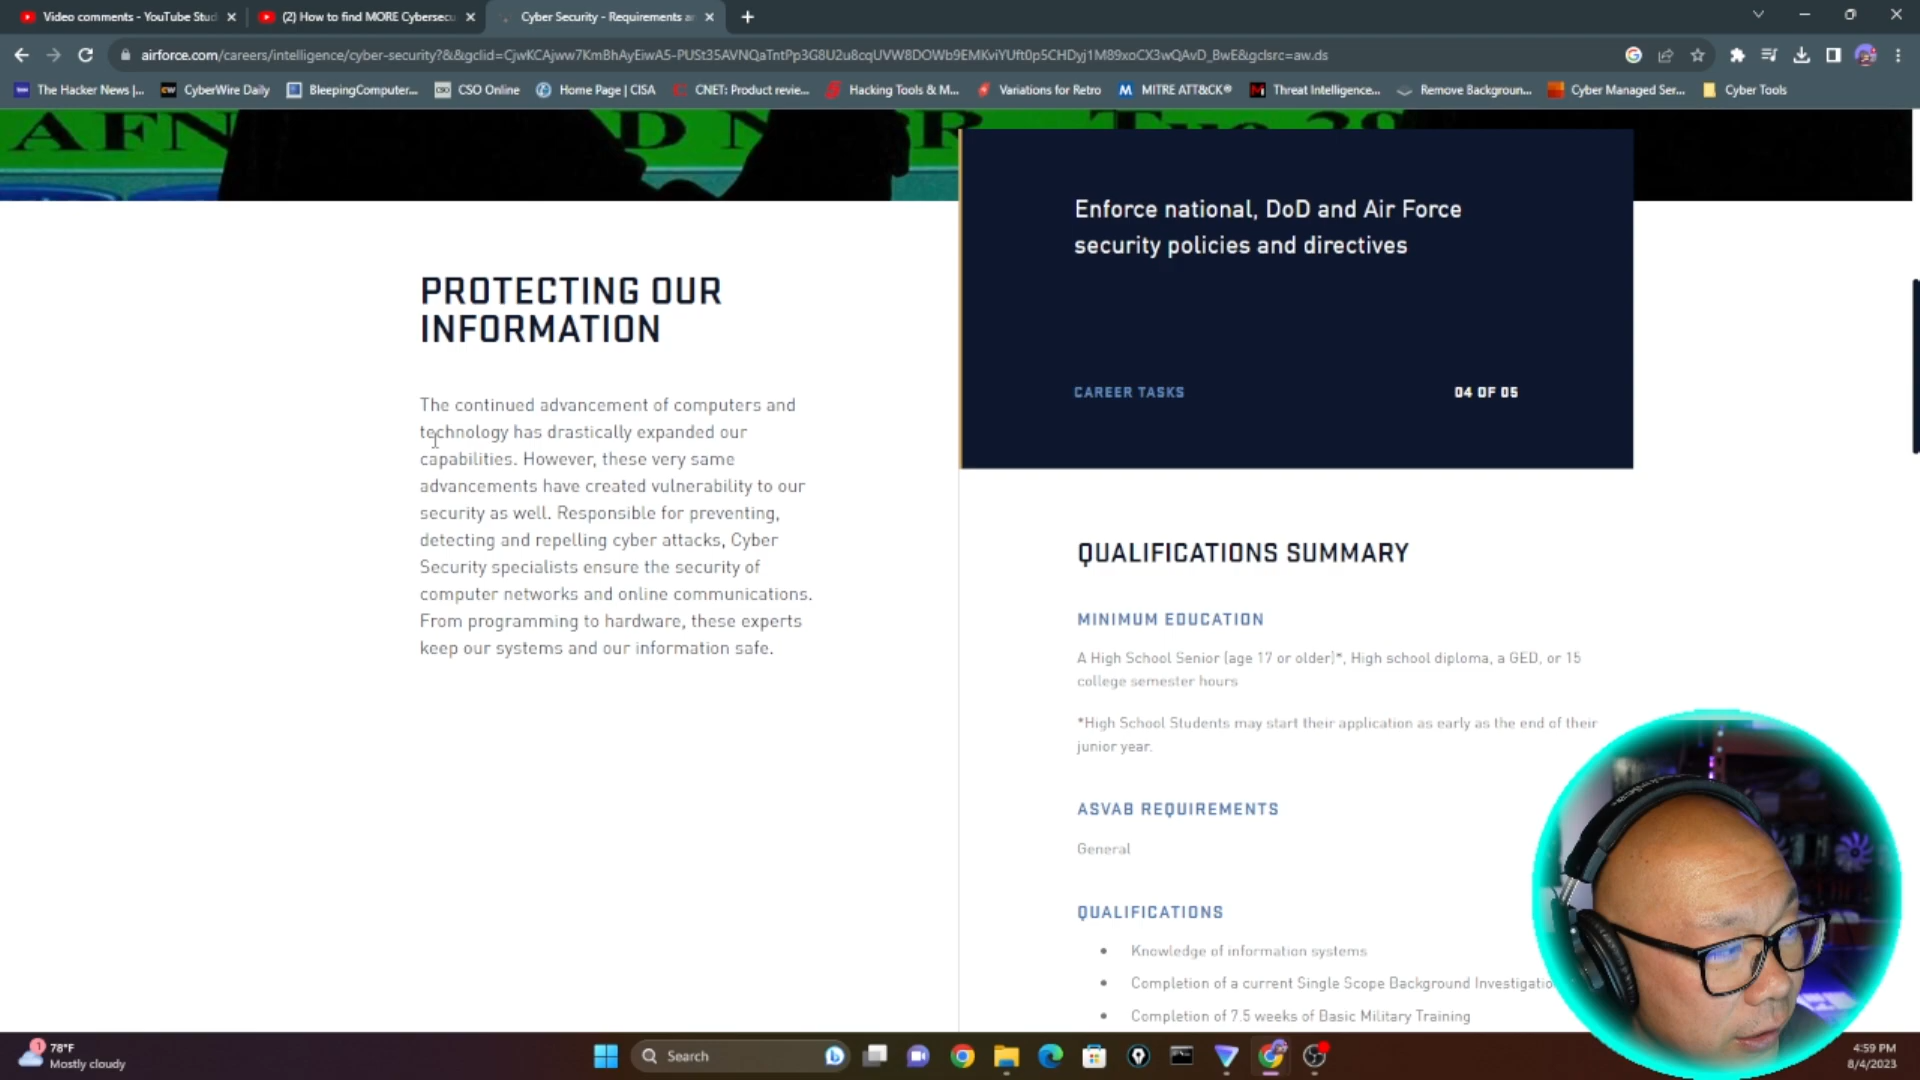 Video comments - YouTube Stud
(2) How to find MORE Cybersecu
Cyber Security - Requirements a
airforce.com/careers/intelligence/cyber-security?&&gclid=CjwKCAjww7KmBhAyEiwA5-PUSt35AVNQaTntPp3G8U2u8cqUVW8DOWb9EMKviYUft0p5CHDyj1M89xoCX3wQAvD_BwE&gclsrc=aw.ds
The Hacker News |...
CyberWire Daily
BleepingComputer...
CSO Online
Home Page | CISA
CNET: Product revie...
Hacking Tools & M...
Variations for Retro
MITRE ATT&CK®
Threat Intelligence...
Remove Backgroun...
Cyber Managed Ser...
Cyber Tools
Enforce national, DoD and Air Force
security policies and directives
CAREER TASKS
04 OF 05
PROTECTING OUR
INFORMATION
The continued advancement of computers and
technology has drastically expanded our
capabilities. However, these very same
advancements have created vulnerability to our
security as well. Responsible for preventing,
detecting and repelling cyber attacks, Cyber
Security specialists ensure the security of
computer networks and online communications.
From programming to hardware, these experts
keep our systems and our information safe.
QUALIFICATIONS SUMMARY
MINIMUM EDUCATION
A High School Senior (age 17 or older)*, High school diploma, a GED, or 15
college semester hours
*High School Students may start their application as early as the end of their
junior year.
ASVAB REQUIREMENTS
General
QUALIFICATIONS
Knowledge of information systems
Completion of a current Single Scope Background Investigatio
Completion of 7.5 weeks of Basic Military Training
1
78°F
Mostly cloudy
Search
4:59 PM
8/4/2023